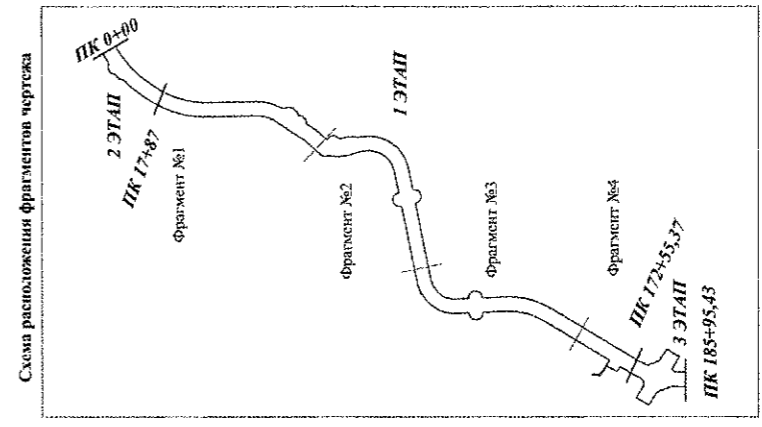 Схема расположения фрагментов чертежа
ПК 0+00
2 ЭТАП
ПК 17+87
Фрагмент №1
1 ЭТАП
Фрагмент №2
Фрагмент №3
Фрагмент №4
ПК 172+55,37
3 ЭТАП
ПК 185+95,43